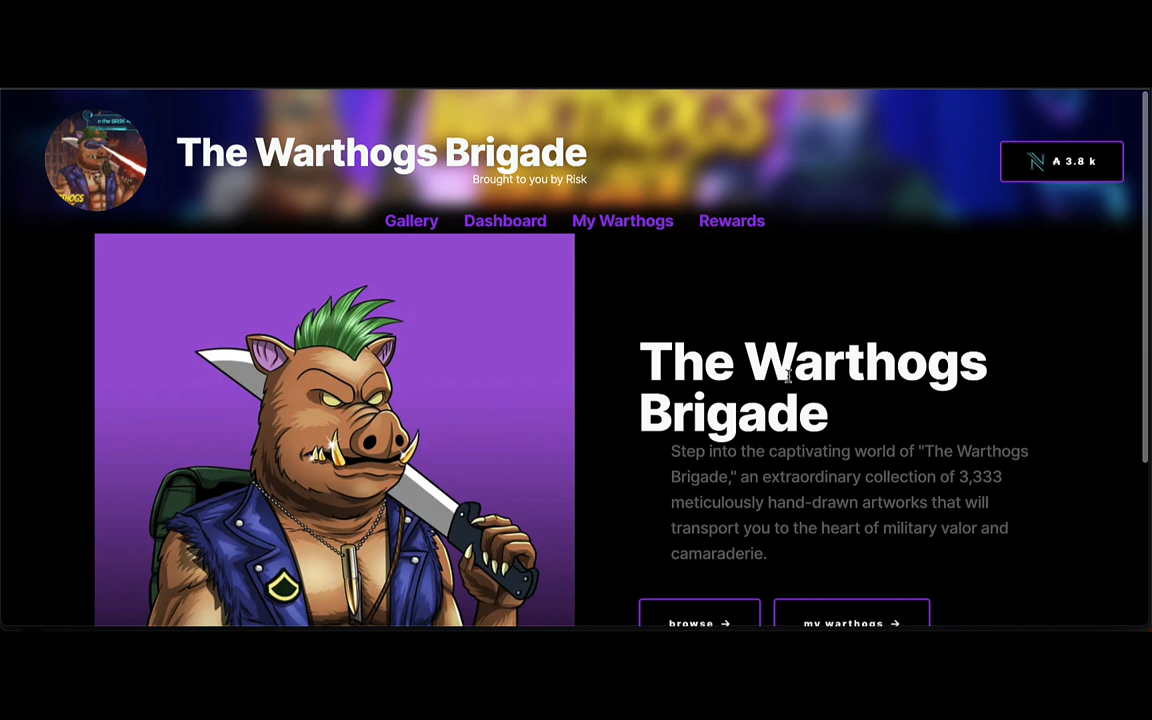 The Warthogs Brigade
Brought to you by Risk
₳ 3.8 k
Gallery Dashboard My Warthogs Rewards
The Warthogs
Brigade
Step into the captivating world of "The Warthogs
Brigade," an extraordinary collection of 3,333
meticulously hand-drawn artworks that will
transport you to the heart of military valor and
camaraderie.
browse →
my warthogs →